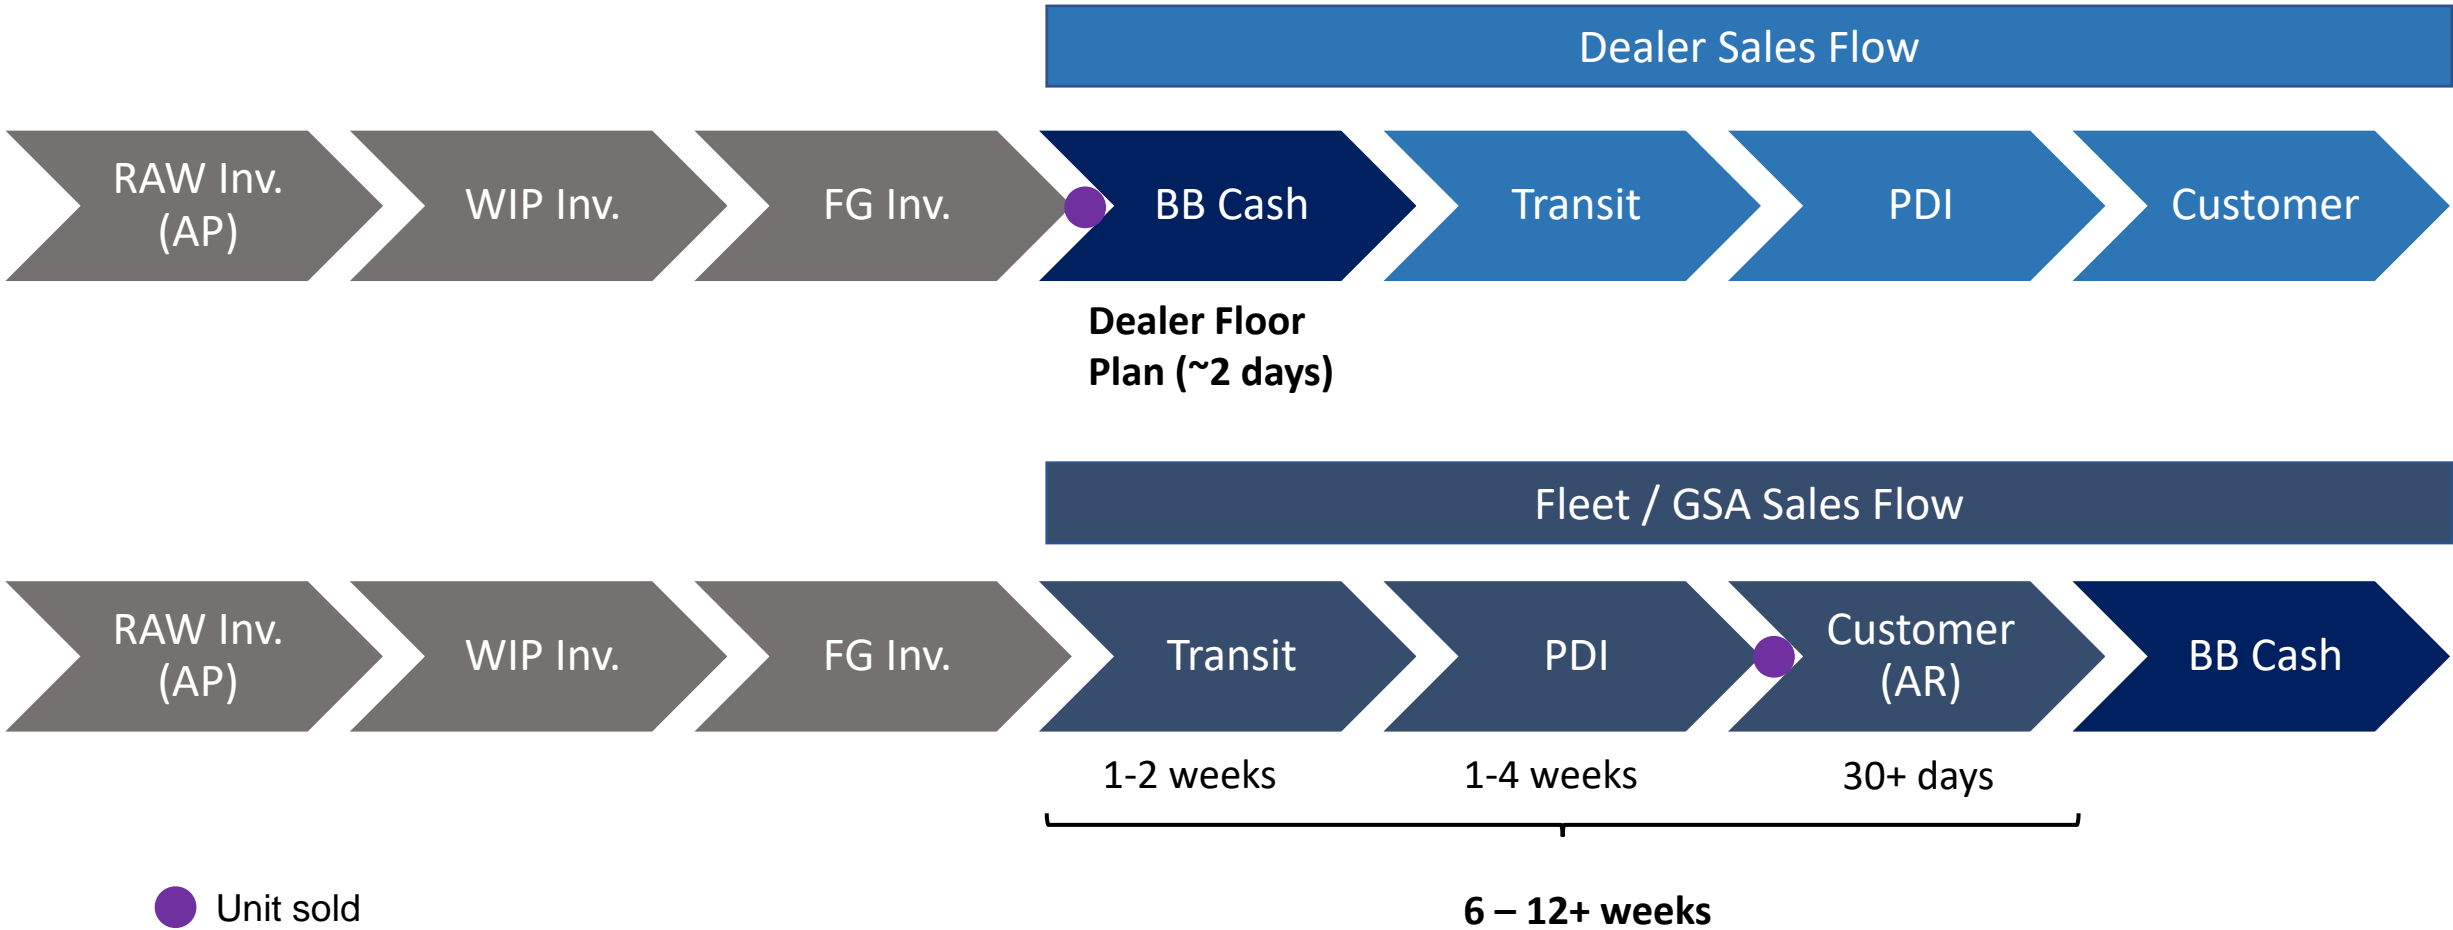 Dealer Sales Flow
RAW Inv.
(AP)
WIP Inv.
FG Inv.
BB Cash
Transit
PDI
Customer
Dealer Floor
Plan (~2 days)
Fleet / GSA Sales Flow
RAW Inv.
(AP)
WIP Inv.
FG Inv.
Transit
PDI
Customer
(AR)
BB Cash
1-2 weeks
1-4 weeks
30+ days
6 – 12+ weeks
Unit sold